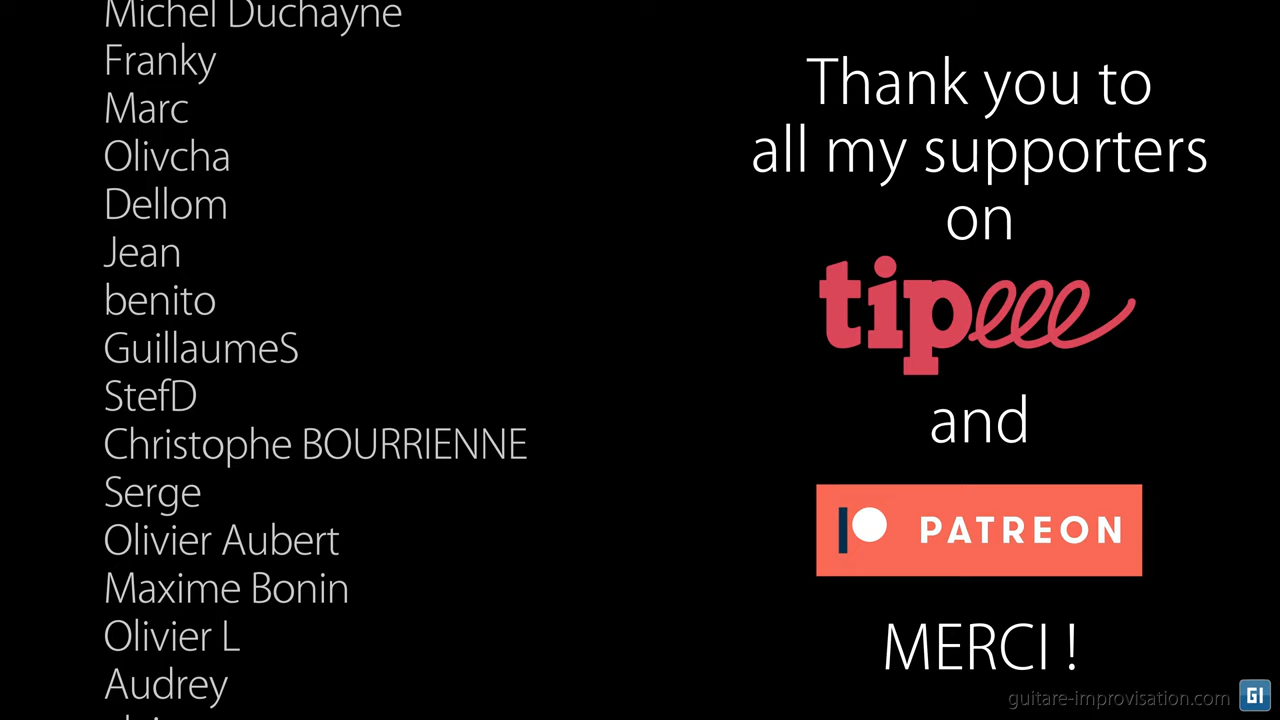 Michel Duchayne
Franky
Marc
Olivcha
Dellom
Jean
benito
GuillaumeS
StefD
Christophe BOURRIENNE
Serge
Olivier Aubert
Maxime Bonin
Olivier L
Audrey
Thank you to
all my supporters
on
tipeee
and
PATREON
MERCI !
guitare-improvisation.com GI